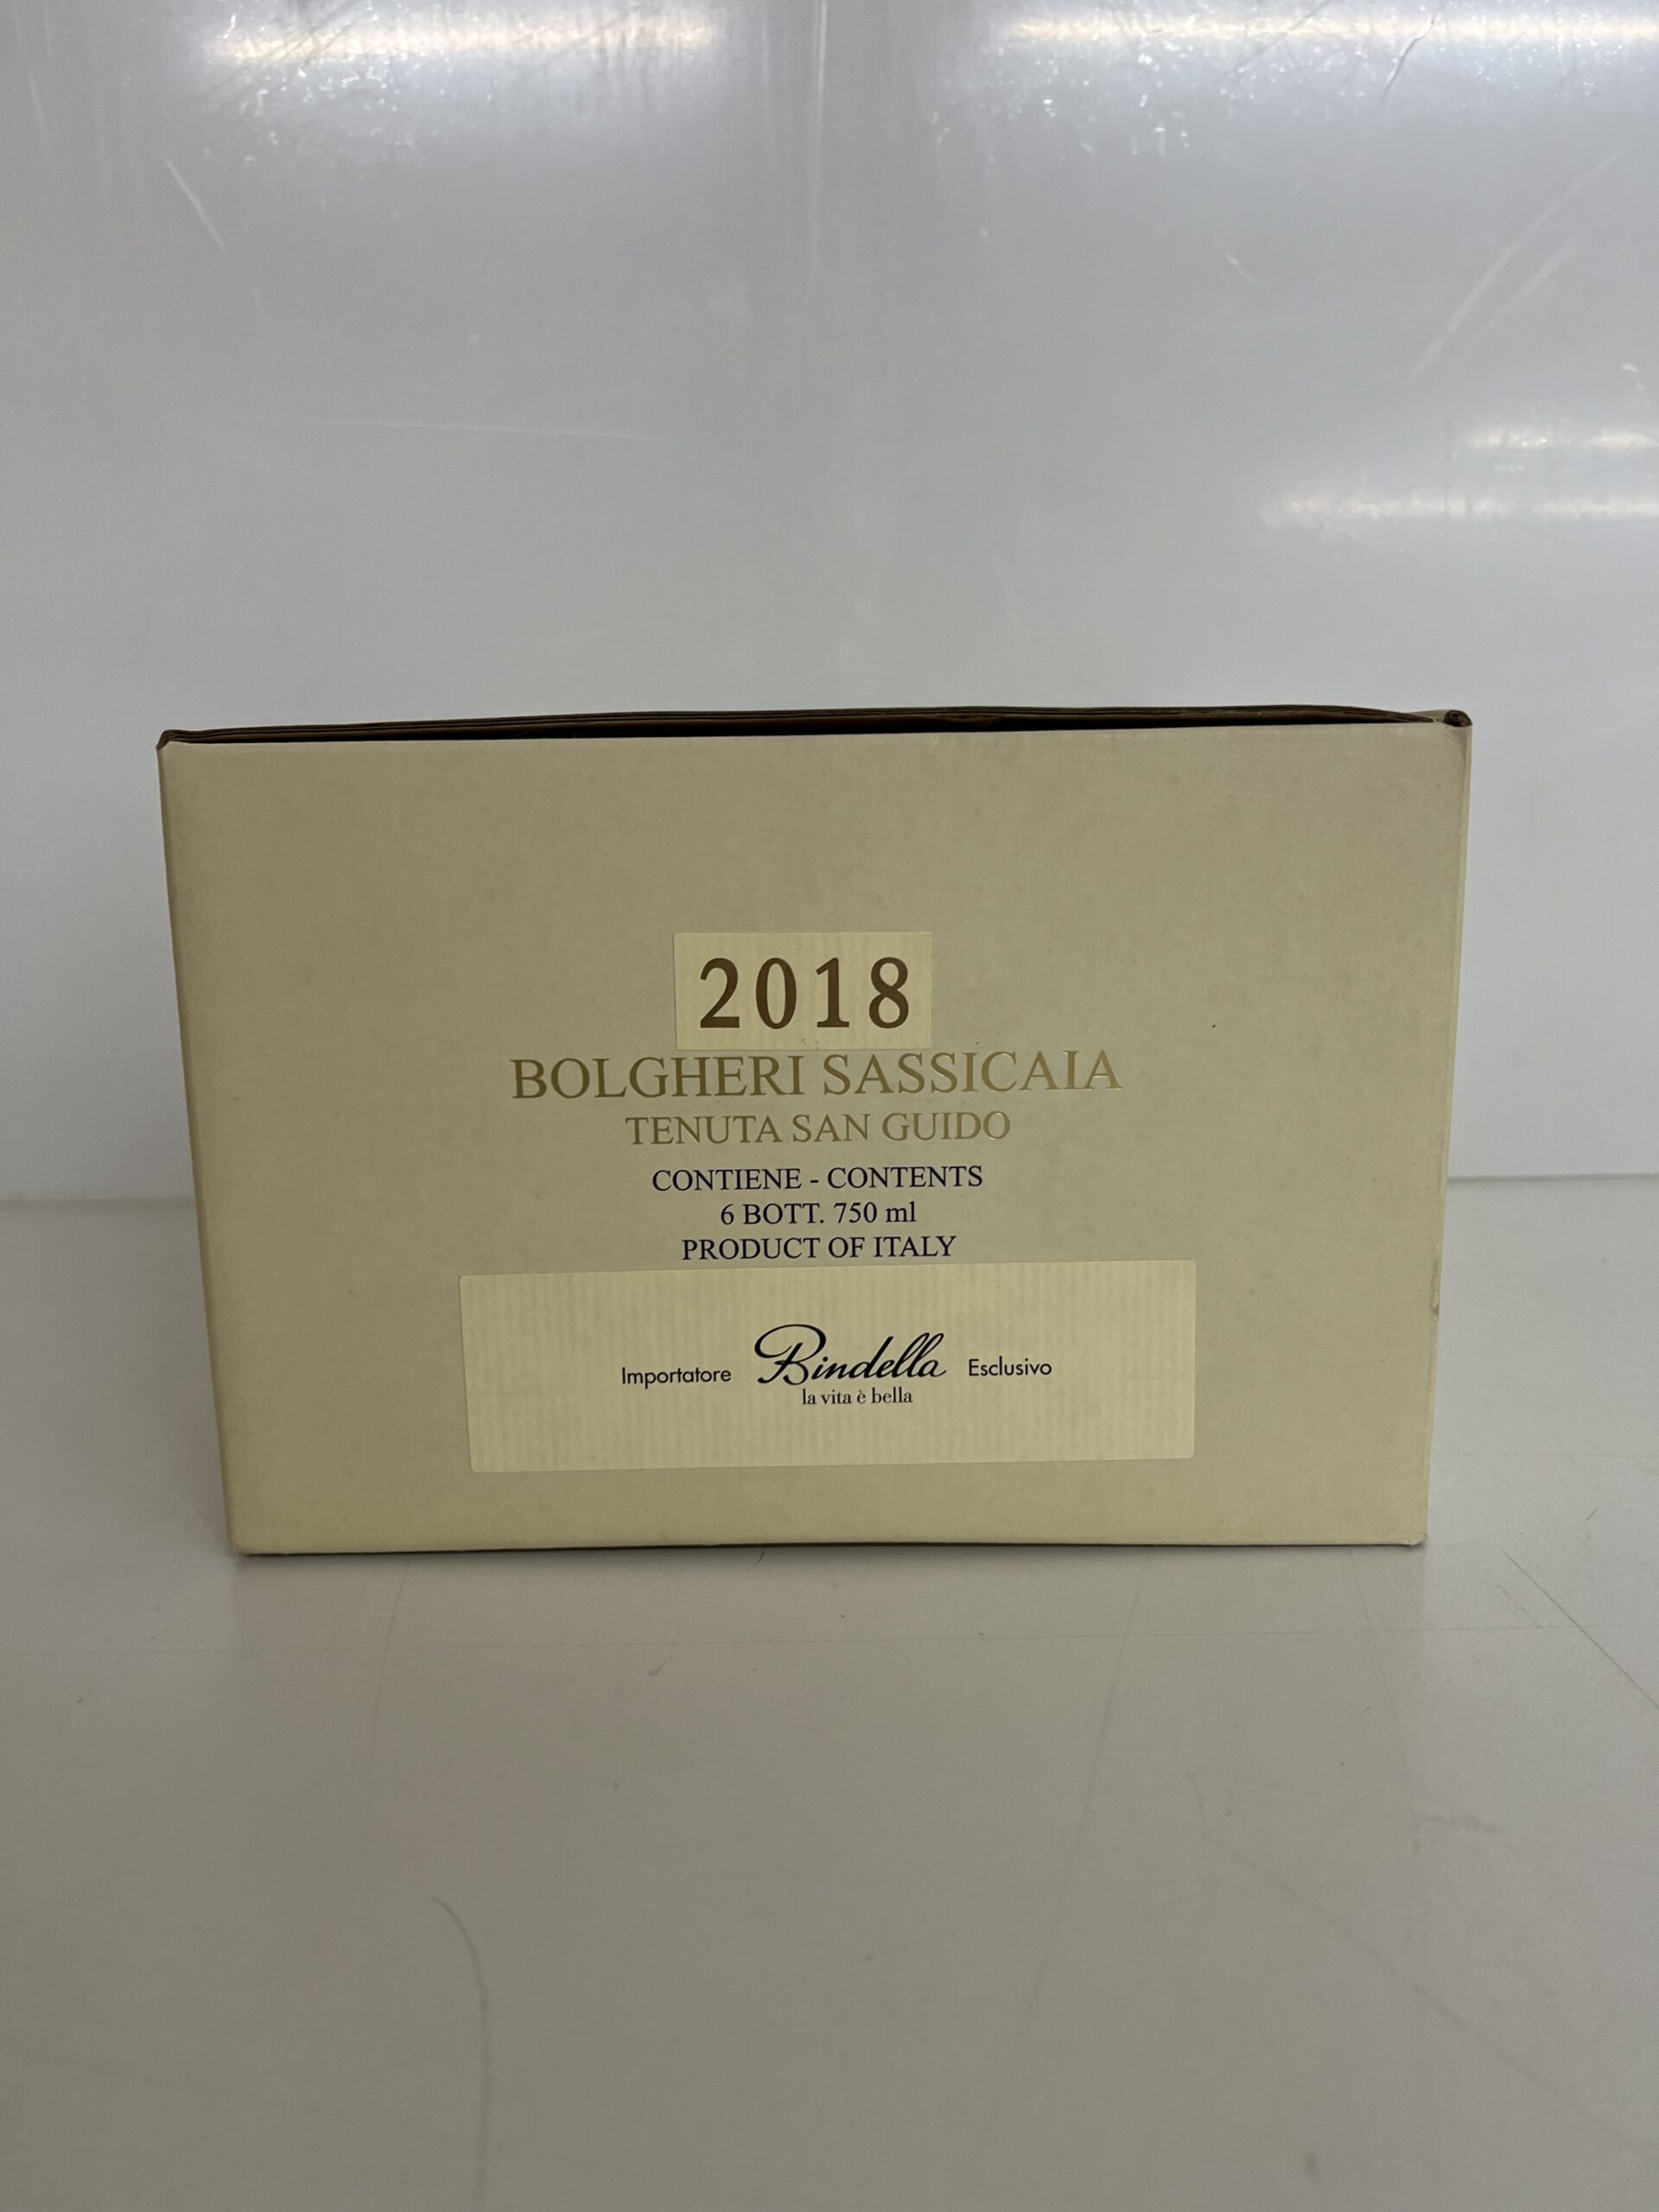 2018
BOLGHERI SASSICAIA
TENUTA SAN GUIDO
CONTIENE - CONTENTS
6 BOTT. 750 ml
PRODUCT OF ITALY
Importatore Bindella Esclusivo
la vita è bella